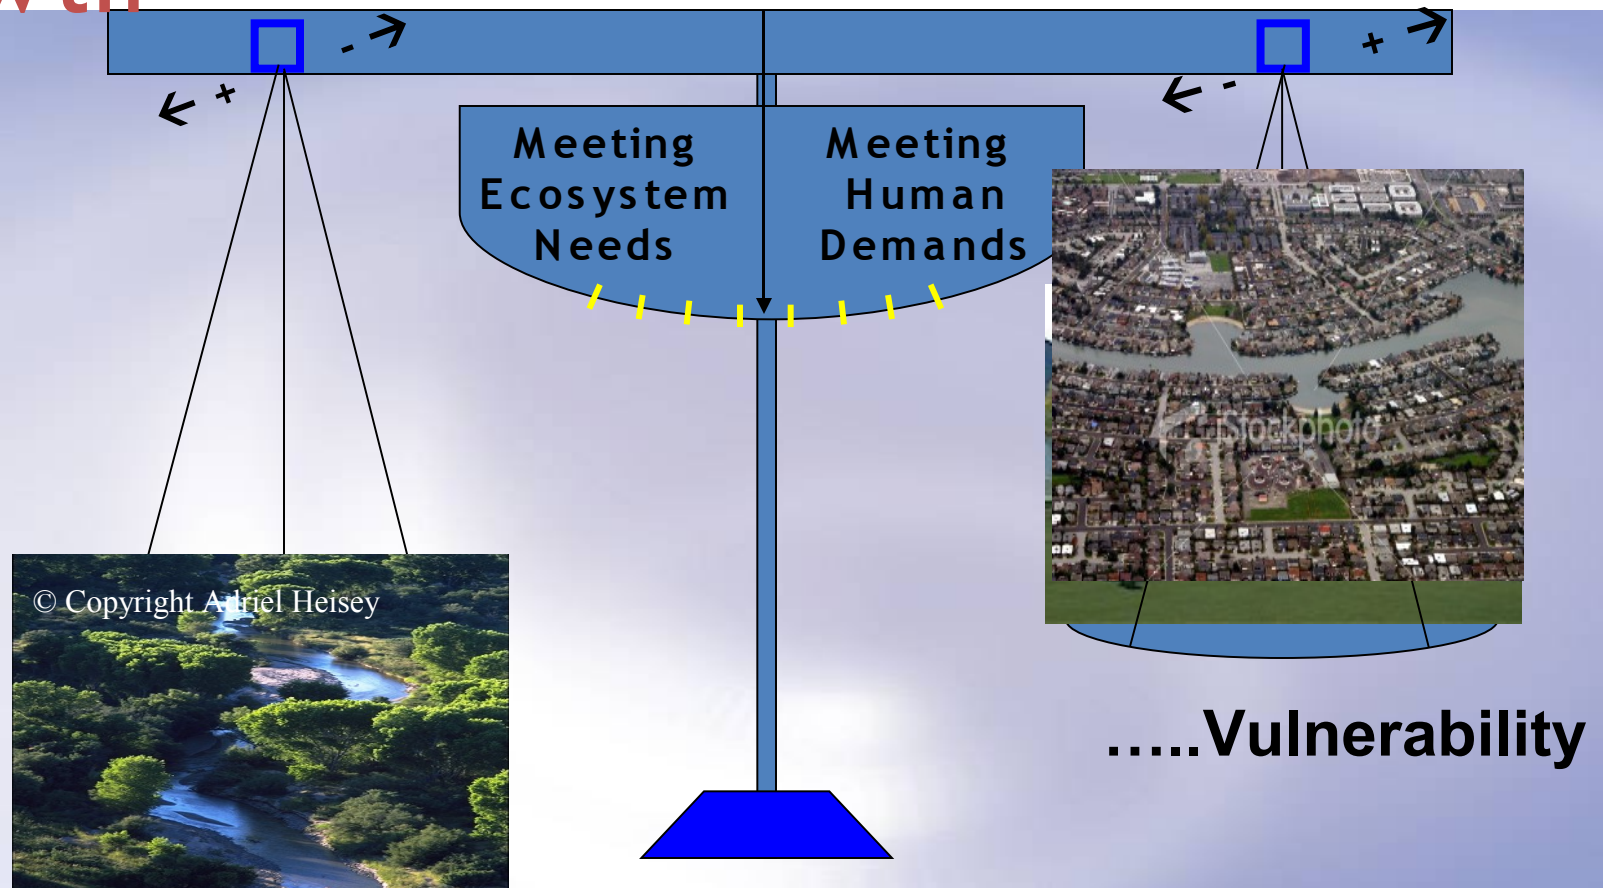 - +
+ -
Meeting
Ecosystem
Needs
Meeting
Human
Demands
iStockphoto
© Copyright Adriel Heisey
.....Vulnerability